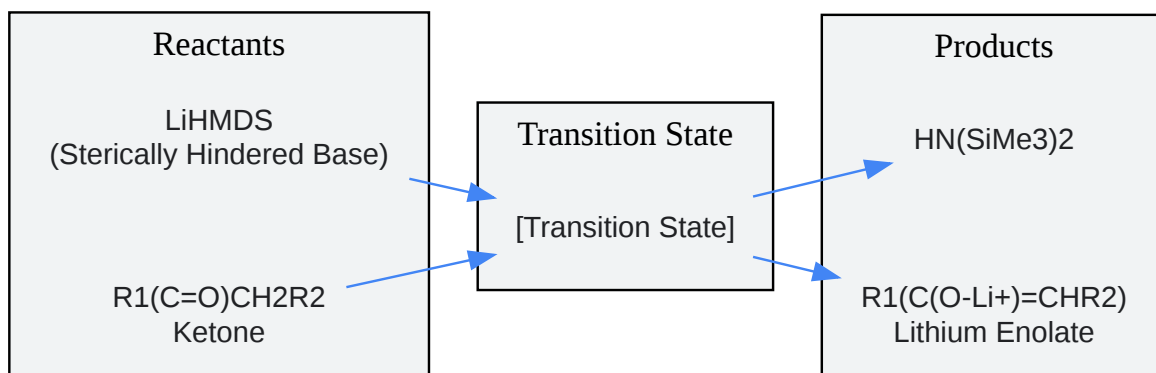 Reactants
LiHMDS
(Sterically Hindered Base)
R1(C=O)CH2R2
Ketone
Transition State
[Transition State]
Products
HN(SiMe3)2
R1(C(O-Li+)=CHR2)
Lithium Enolate